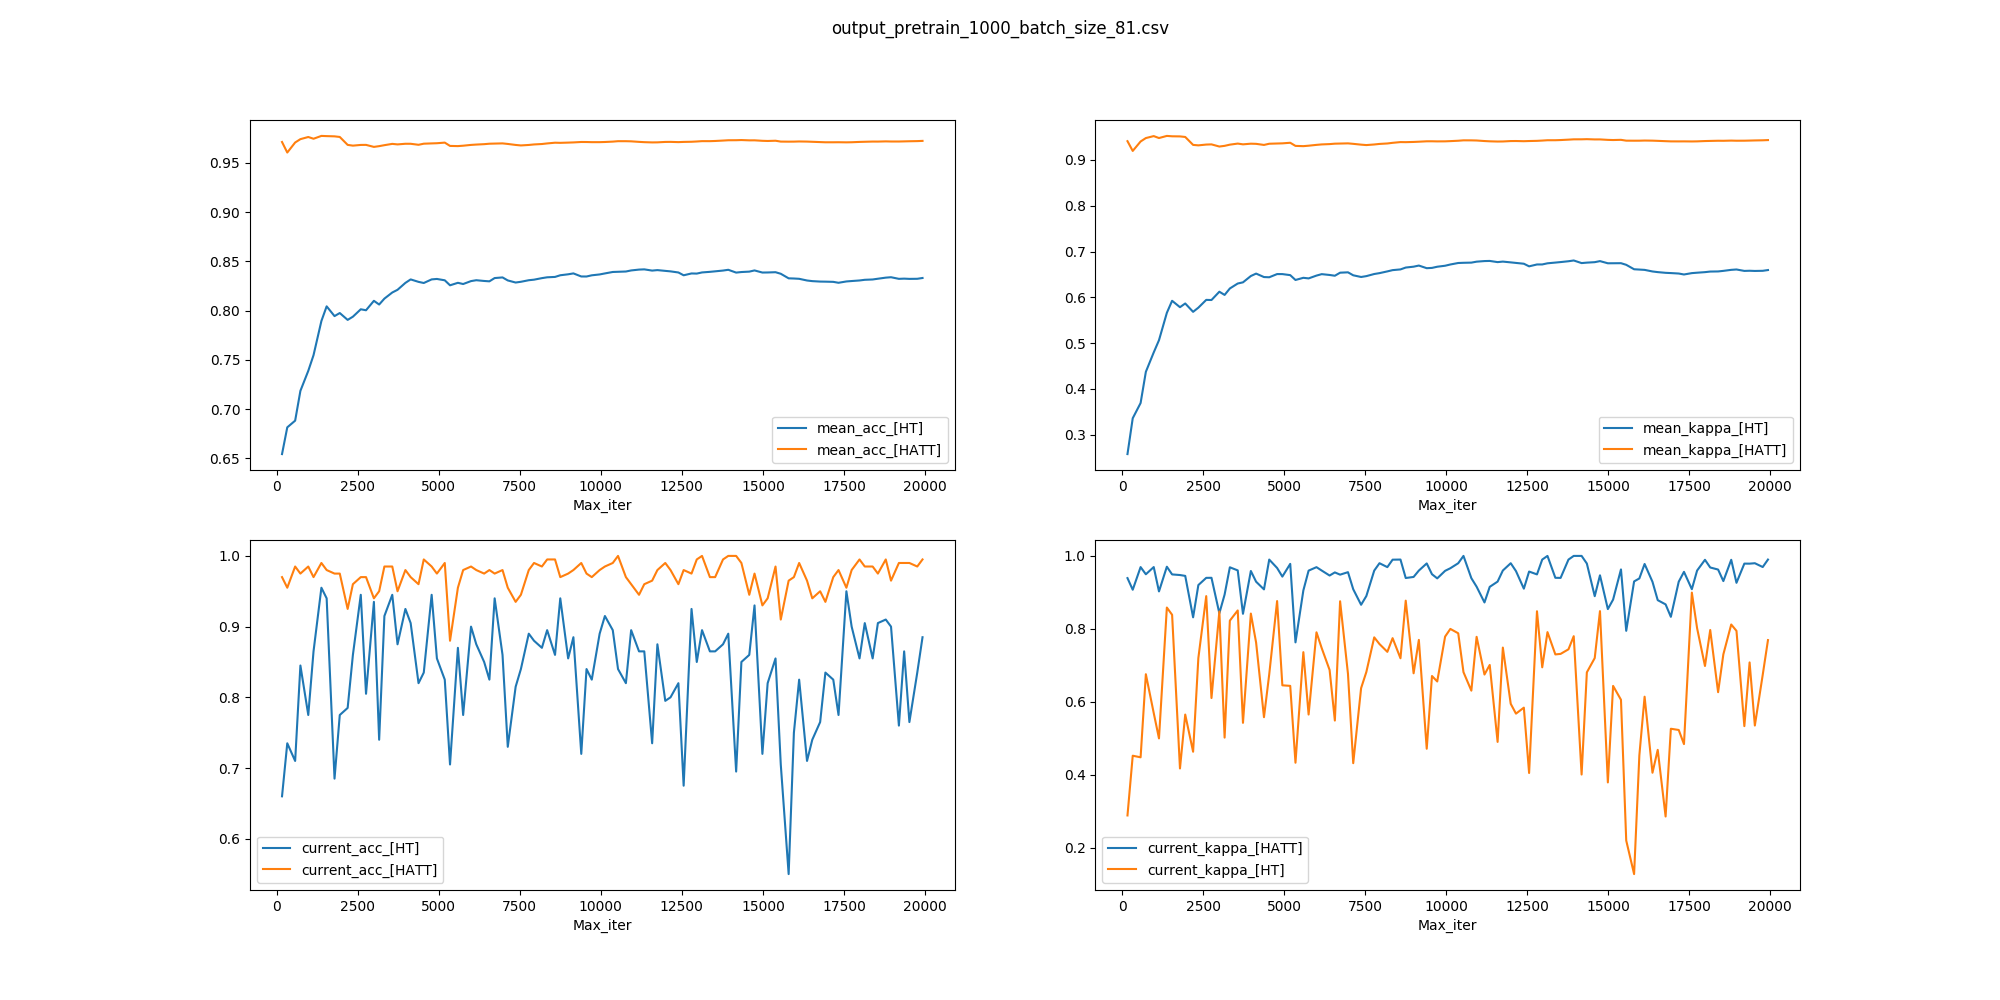 output_pretrain_1000_batch_size_81.csv
0.95
0.90
0.85
0.80
0.75
0.70
0.65
mean_acc_[HT]
mean_acc_[HATT]
0 2500 5000 7500 10000 12500 15000 17500 20000
Max_iter
0.9
0.8
0.7
0.6
0.5
0.4
0.3
mean_kappa_[HT]
mean_kappa_[HATT]
0 2500 5000 7500 10000 12500 15000 17500 20000
Max_iter
1.0
0.9
0.8
0.7
0.6
current_acc_[HT]
current_acc_[HATT]
0 2500 5000 7500 10000 12500 15000 17500 20000
Max_iter
1.0
0.8
0.6
0.4
0.2
current_kappa_[HATT]
current_kappa_[HT]
0 2500 5000 7500 10000 12500 15000 17500 20000
Max_iter